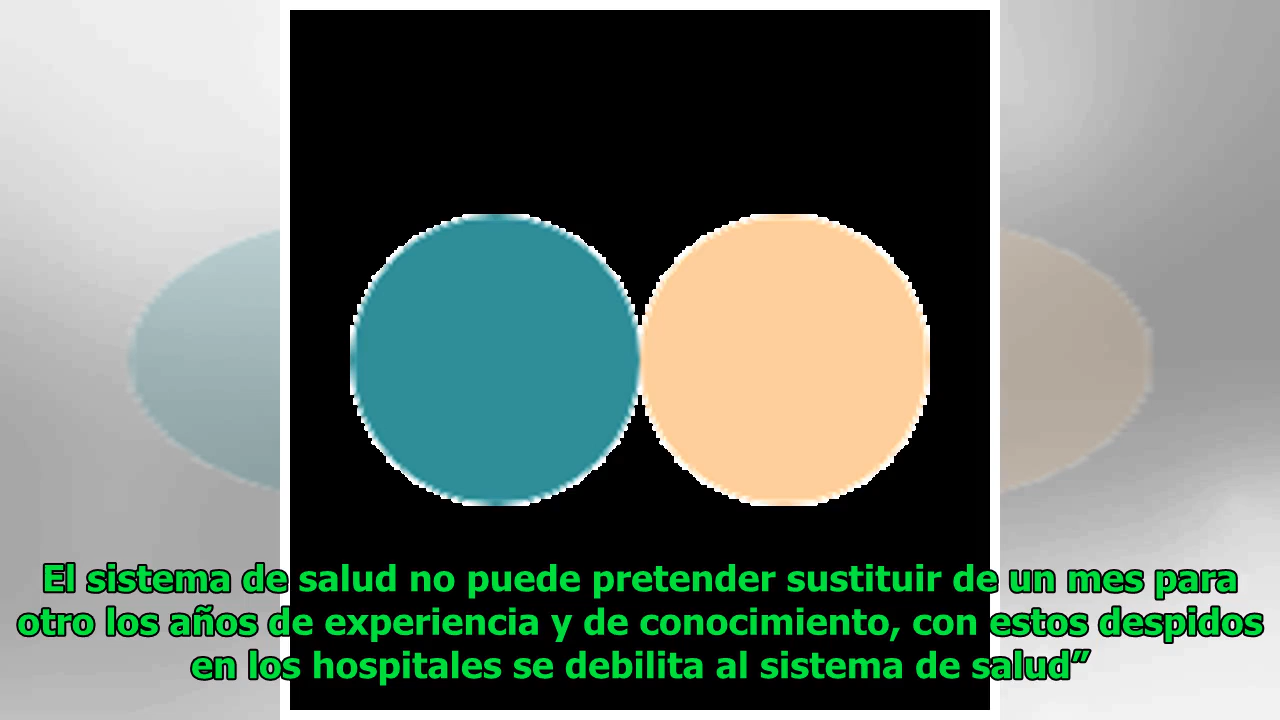 El sistema de salud no puede pretender sustituir de un mes para
otro los años de experiencia y de conocimiento, con estos despidos
en los hospitales se debilita al sistema de salud”